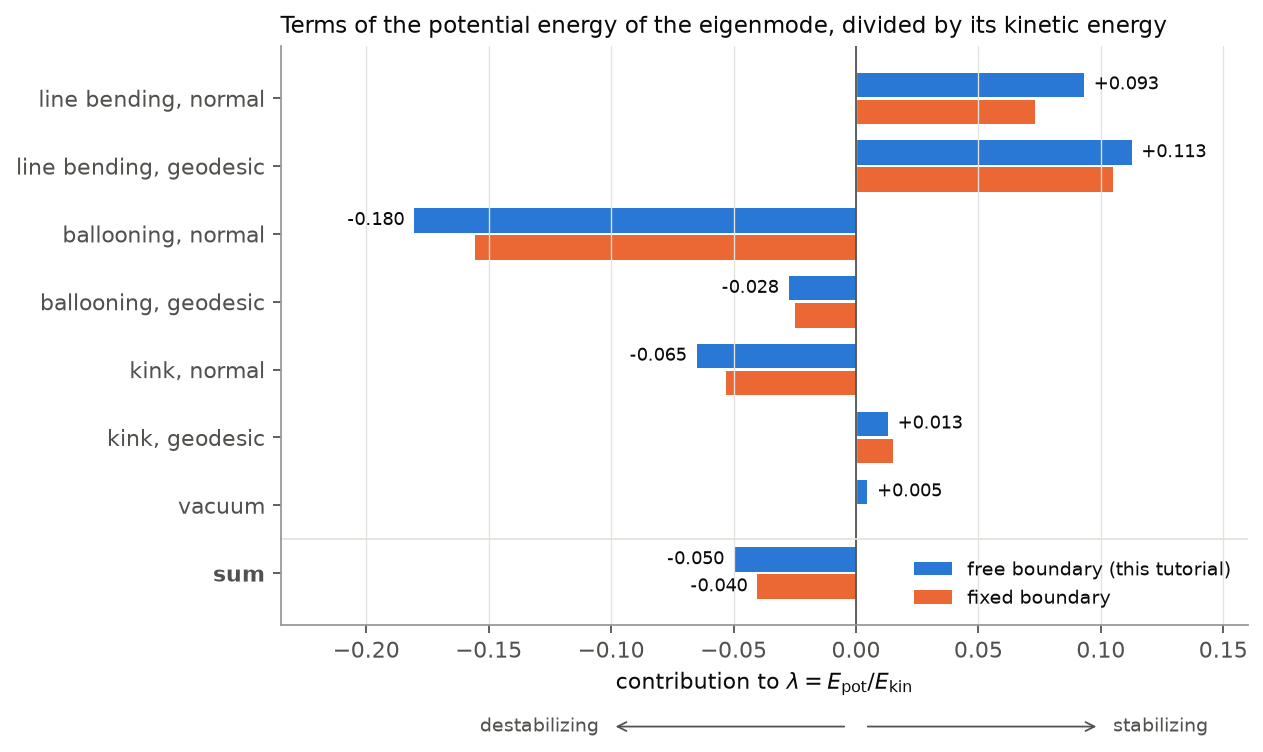 Terms of the potential energy of the eigenmode, divided by its kinetic energy
line bending, normal
+0.093
line bending, geodesic
+0.113
ballooning, normal
-0.180
ballooning, geodesic
-0.028
kink, normal
-0.065
kink, geodesic
+0.013
vacuum
+0.005
sum
-0.050
-0.040
free boundary (this tutorial)
fixed boundary
−0.20 −0.15 −0.10 −0.05 0.00 0.05 0.10 0.15
contribution to λ = E_pot/E_kin
destabilizing
stabilizing